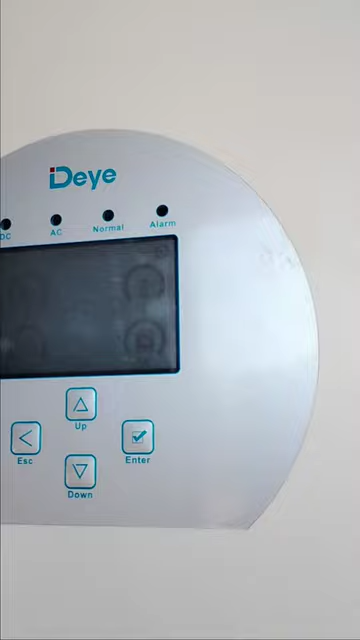 Deye
DC
AC
Normal
Alarm
Up
Esc
Enter
Down